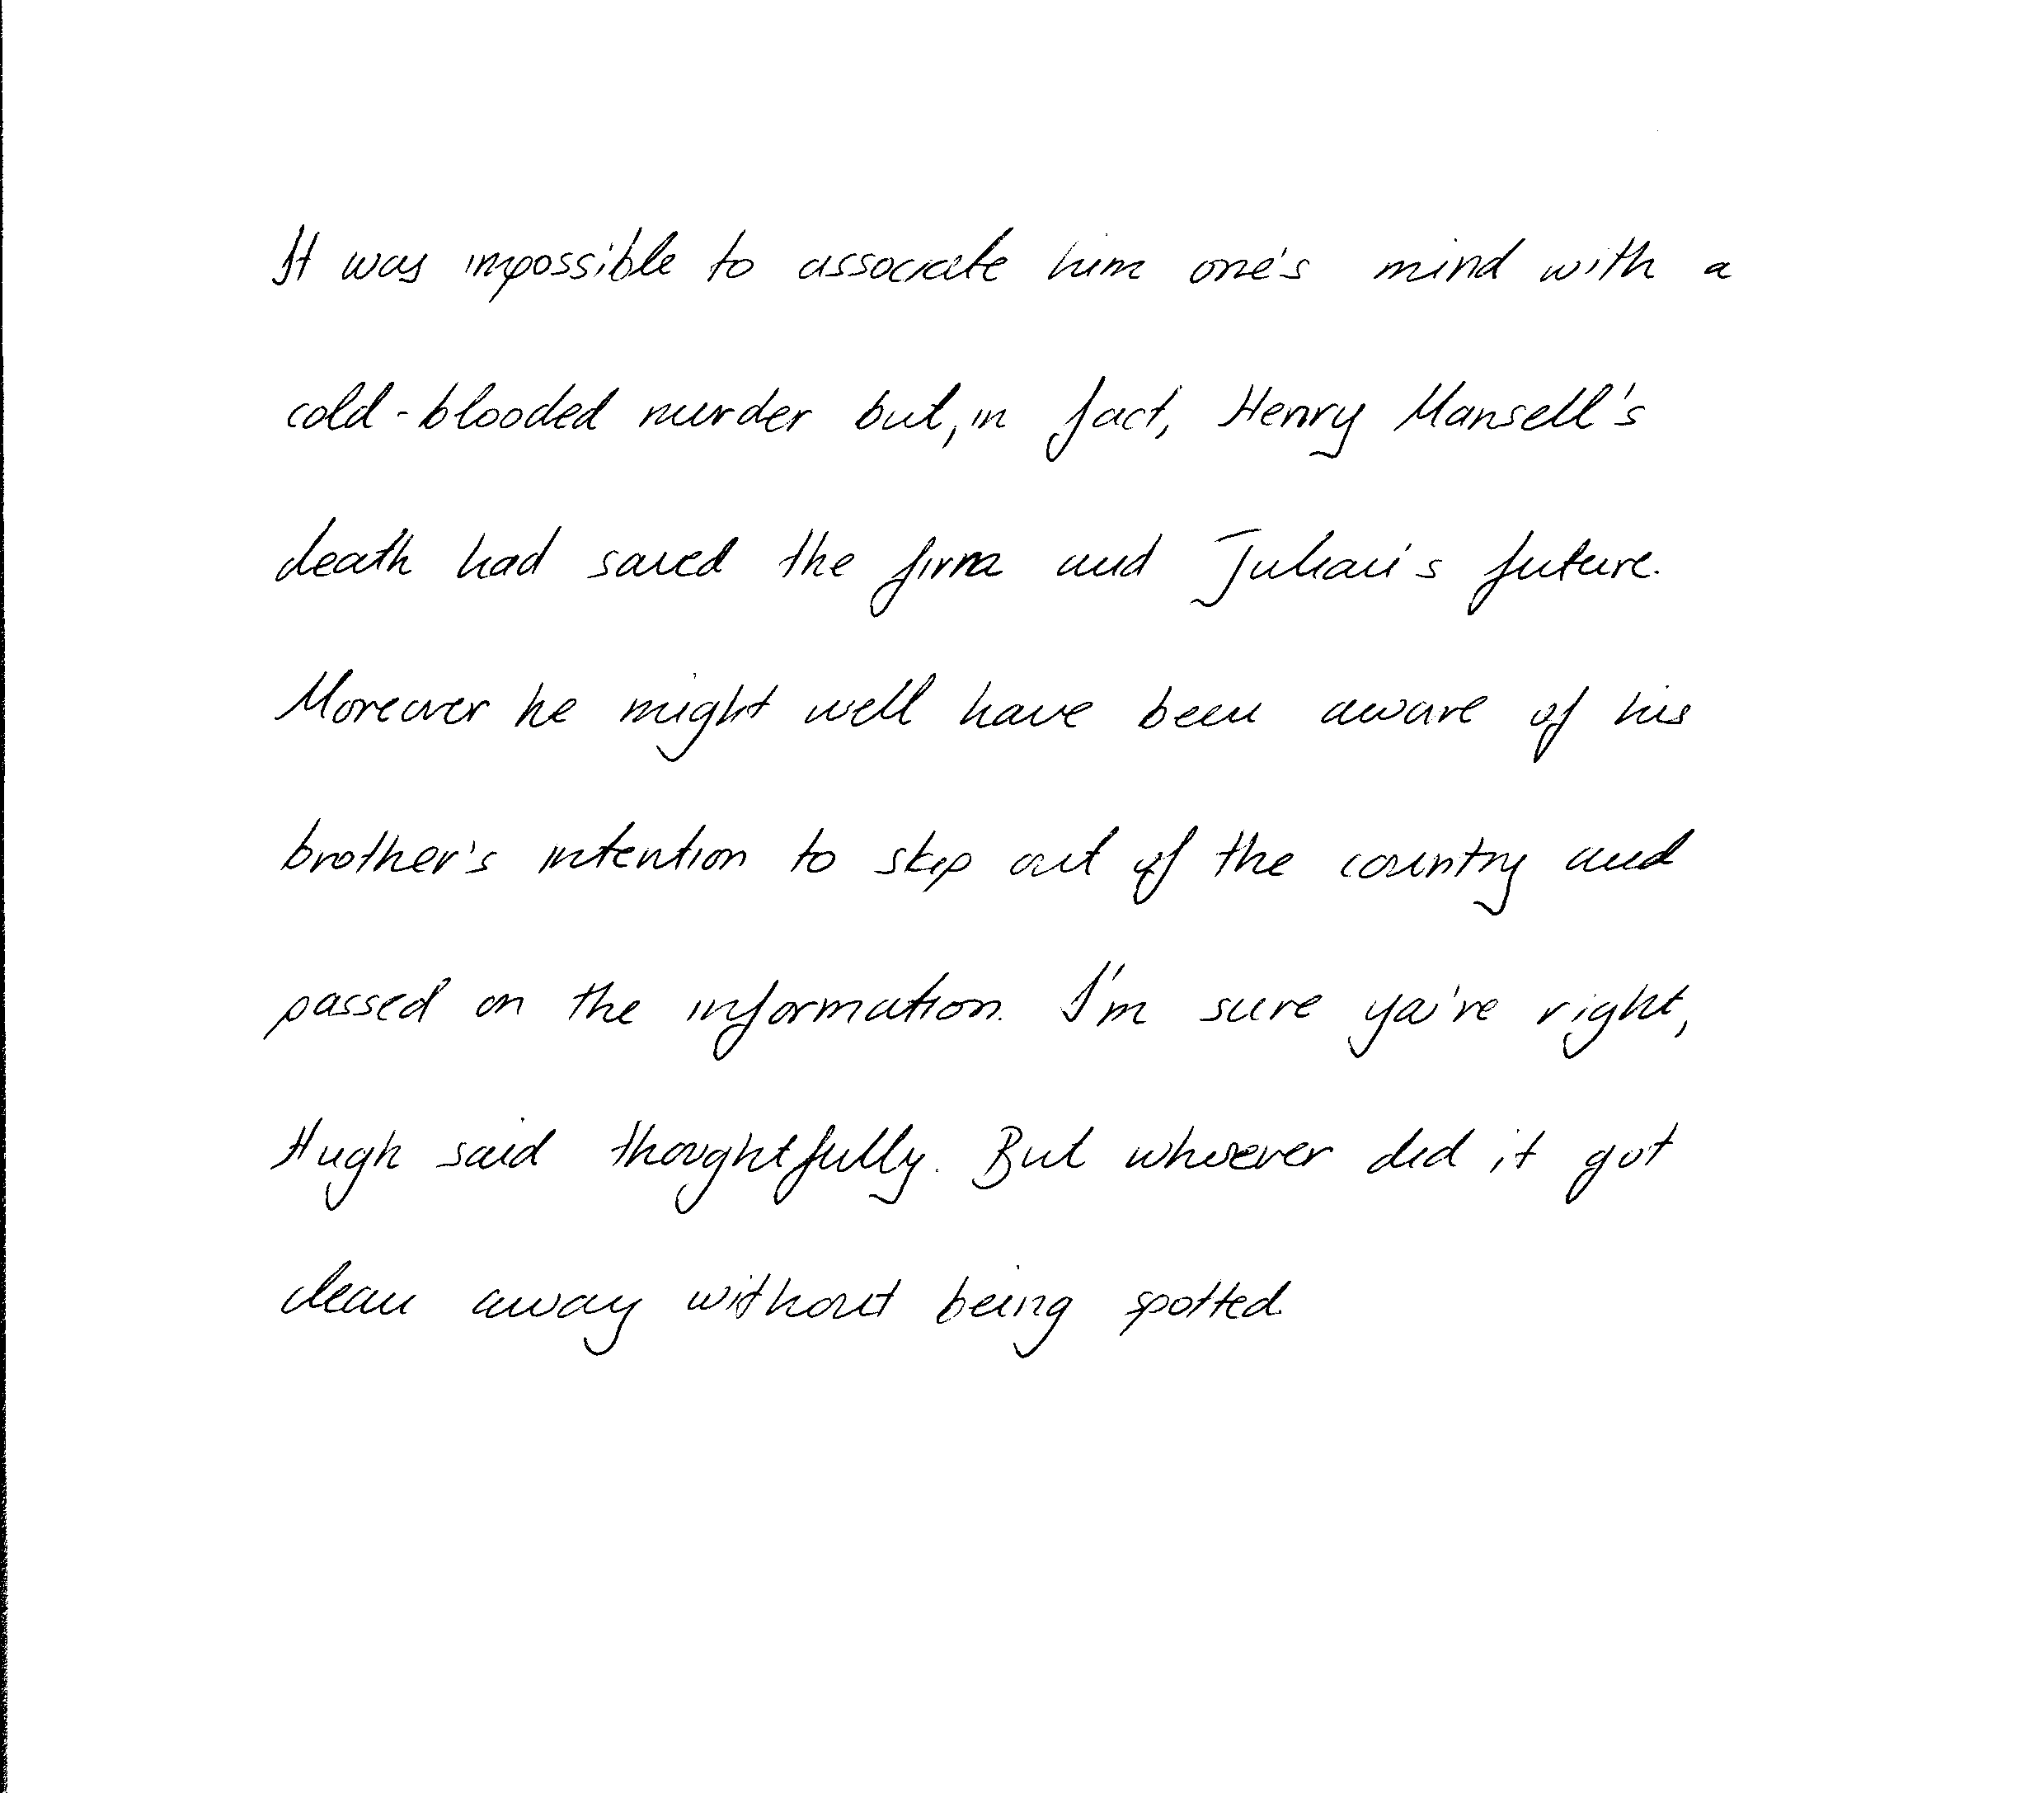 It was impossible to associate him one's mind with a
cold-blooded murder but, in fact, Henry Mansell's
death had saved the firm and Julian's future.
Moreover he might well have been aware of his
brother's intention to skip out of the country and
passed on the information. I'm sure you're right,
Hugh said thoughtfully. But whoever did it got
clean away without being spotted.